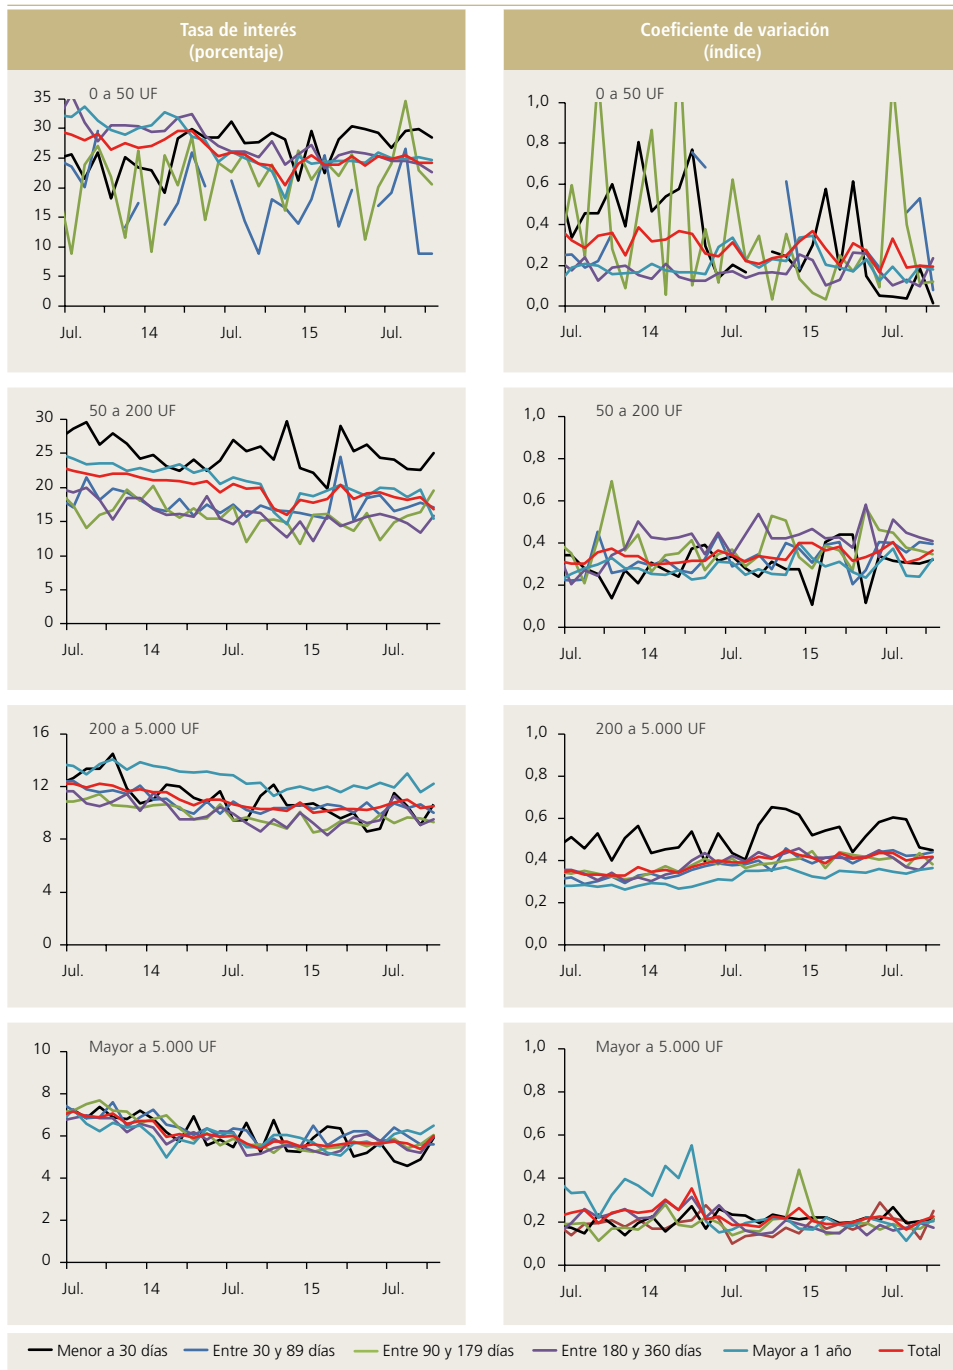 Tasa de interés
(porcentaje)
Coeficiente de variación
(índice)
0 a 50 UF
35
30
25
20
15
10
5
0
Jul. 14 Jul. 15 Jul.
0 a 50 UF
1,0
0,8
0,6
0,4
0,2
0,0
Jul. 14 Jul. 15 Jul.
50 a 200 UF
30
25
20
15
10
5
0
Jul. 14 Jul. 15 Jul.
50 a 200 UF
1,0
0,8
0,6
0,4
0,2
0,0
Jul. 14 Jul. 15 Jul.
200 a 5.000 UF
16
12
8
4
0
Jul. 14 Jul. 15 Jul.
200 a 5.000 UF
1,0
0,8
0,6
0,4
0,2
0,0
Jul. 14 Jul. 15 Jul.
Mayor a 5.000 UF
10
8
6
4
2
0
Jul. 14 Jul. 15 Jul.
Mayor a 5.000 UF
1,0
0,8
0,6
0,4
0,2
0,0
Jul. 14 Jul. 15 Jul.
Menor a 30 días Entre 30 y 89 días Entre 90 y 179 días Entre 180 y 360 días Mayor a 1 año Total